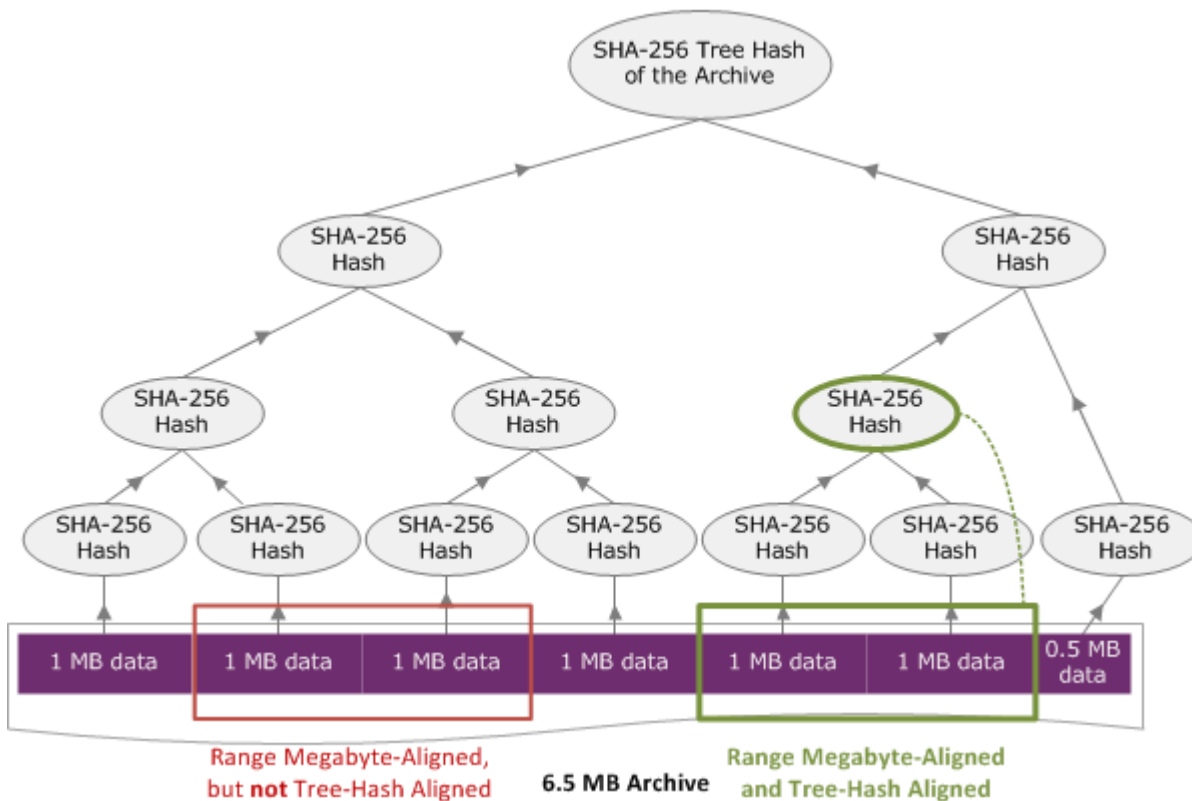 SHA-256 Tree Hash
of the Archive
SHA-256
Hash
SHA-256
Hash
SHA-256
Hash
SHA-256
Hash
SHA-256
Hash
SHA-256
Hash
SHA-256
Hash
SHA-256
Hash
SHA-256
Hash
SHA-256
Hash
SHA-256
Hash
SHA-256
Hash
1 MB data
1 MB data
1 MB data
1 MB data
1 MB data
1 MB data
0.5 MB
data
Range Megabyte-Aligned,
but not Tree-Hash Aligned
6.5 MB Archive
Range Megabyte-Aligned
and Tree-Hash Aligned